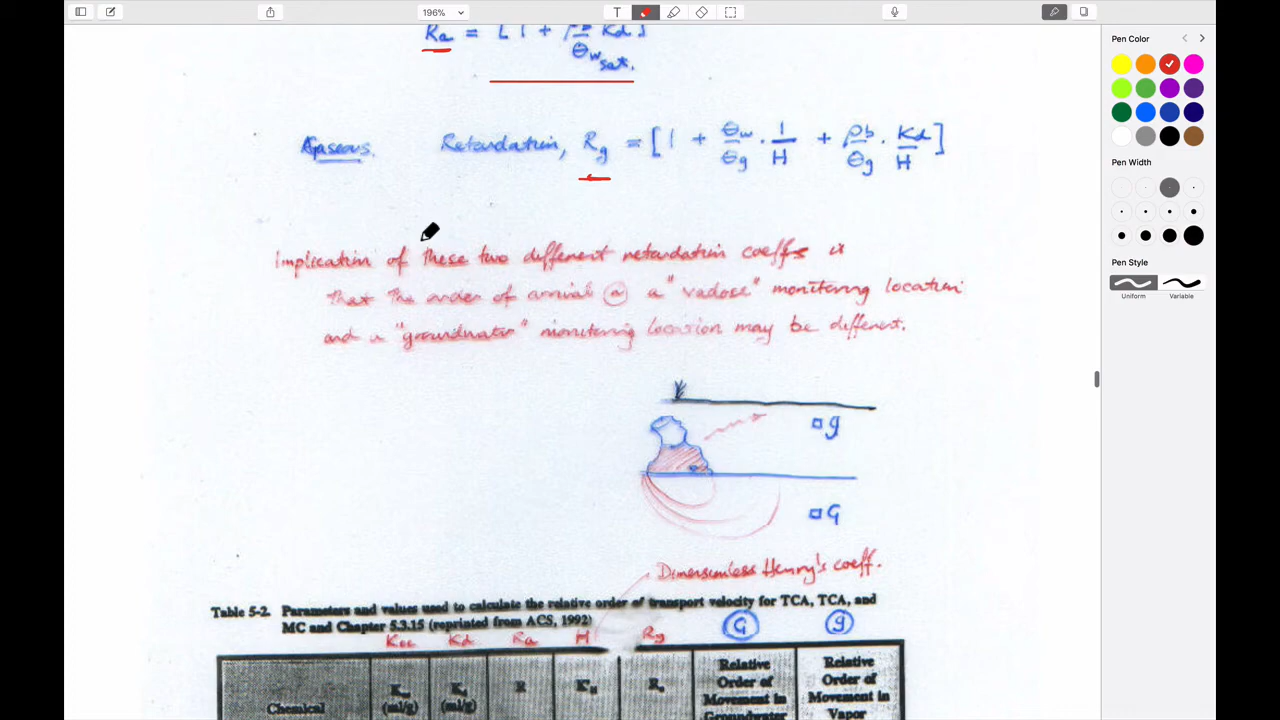 196%
T
Pen Color
Ra = [ 1 + ρb/θw sat. Kd ]
Gaseous. Retardation, Rg = [ 1 + θw/θg · 1/H + ρb/θg · Kd/H ]
Pen Width
Implication of these two different retardation coeffs is
that the order of arrival @ a "vadose" monitoring location
and a "groundwater" monitoring location may be different.
Pen Style
Uniform
Variable
g
G
Dimensionless Henry's coeff.
Table 5-2. Parameters and values used to calculate the relative order of transport velocity for TCA, TCA, and
MC and Chapter 5.3.15 (reprinted from ACS, 1992)
Koc Kd Ra H Rg G g
Chemical
(ml/g)
(ml/g)
R
Relative
Order of
Movement in
Groundwater
Relative
Order of
Movement in
Vapor